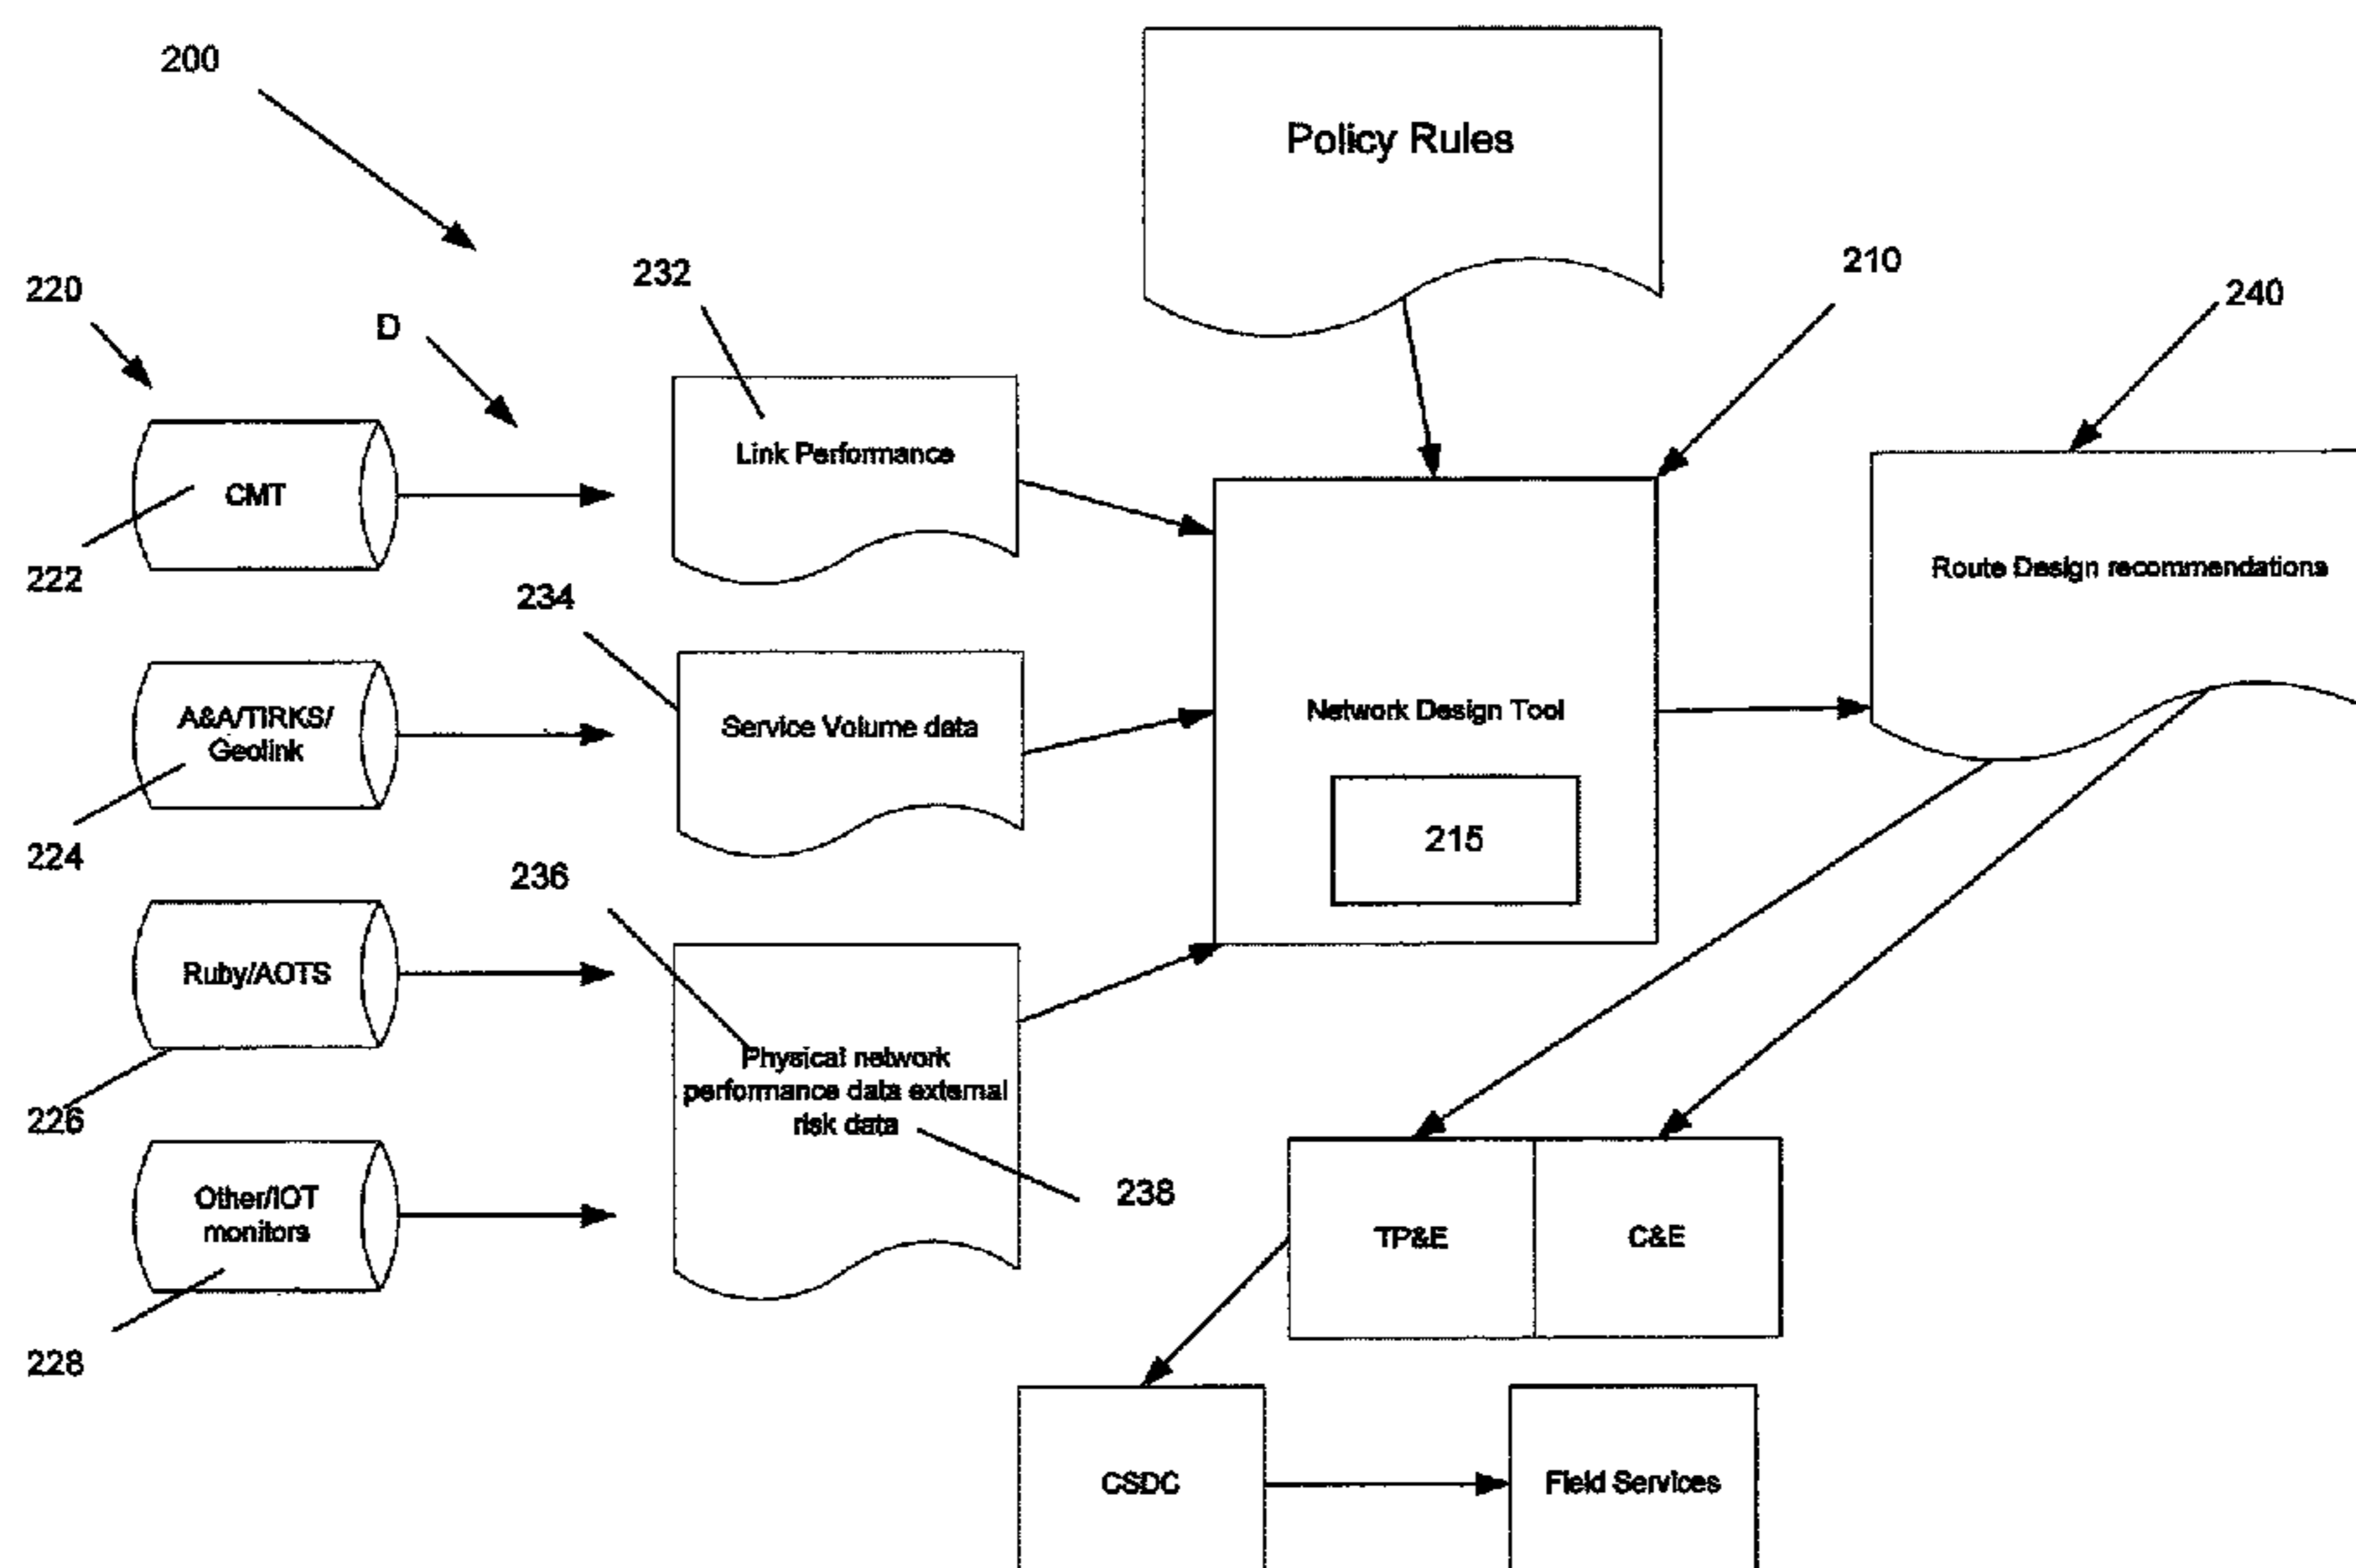 200
Policy Rules
220
D
232
210
240
CMT
222
Link Performance
Route Design recommendations
234
A&A/TIRKS/
Geolink
224
Service Volume data
Network Design Tool
215
236
Ruby/AOTS
226
Physical network
performance data external
risk data
238
Other/IOT
monitors
228
TP&E
C&E
CSDC
Field Services